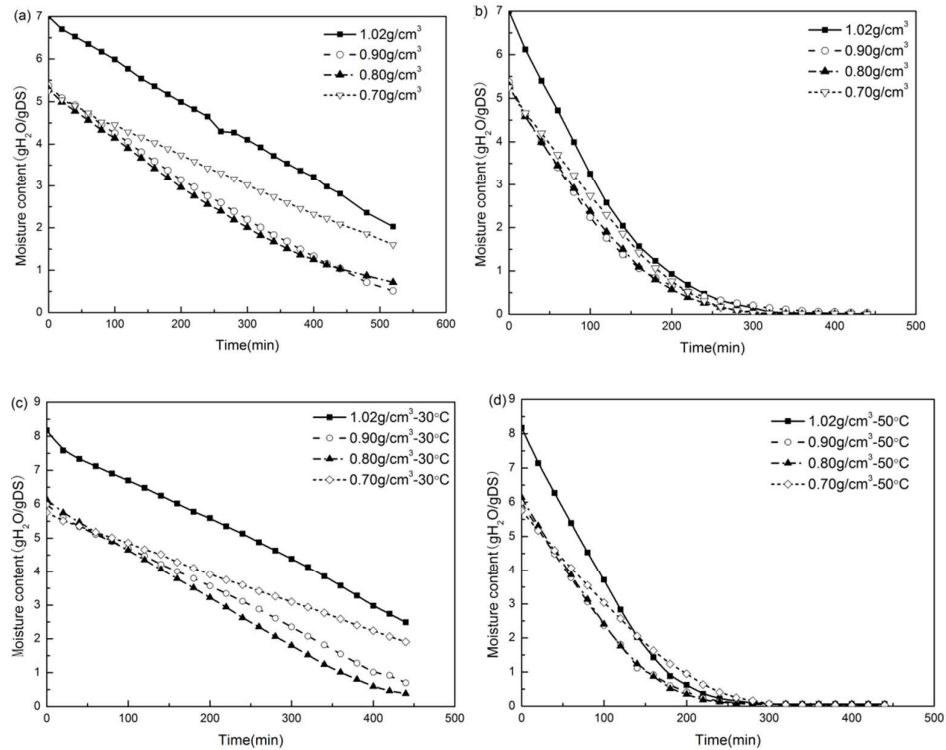 (a)
1.02g/cm³
0.90g/cm³
0.80g/cm³
0.70g/cm³
Moisture content (gH₂O/gDS)
7
6
5
4
3
2
1
0
0 100 200 300 400 500 600
Time(min)
(b)
1.02g/cm³
0.90g/cm³
0.80g/cm³
0.70g/cm³
Moisture content (gH₂O/gDS)
7
6
5
4
3
2
1
0
0 100 200 300 400 500
Time(min)
(c)
1.02g/cm³-30°C
0.90g/cm³-30°C
0.80g/cm³-30°C
0.70g/cm³-30°C
Moisture content (gH₂O/gDS)
9
8
7
6
5
4
3
2
1
0
0 100 200 300 400 500
Time(min)
(d)
1.02g/cm³-50°C
0.90g/cm³-50°C
0.80g/cm³-50°C
0.70g/cm³-50°C
Moisture content (gH₂O/gDS)
9
8
7
6
5
4
3
2
1
0
0 100 200 300 400 500
Time(min)